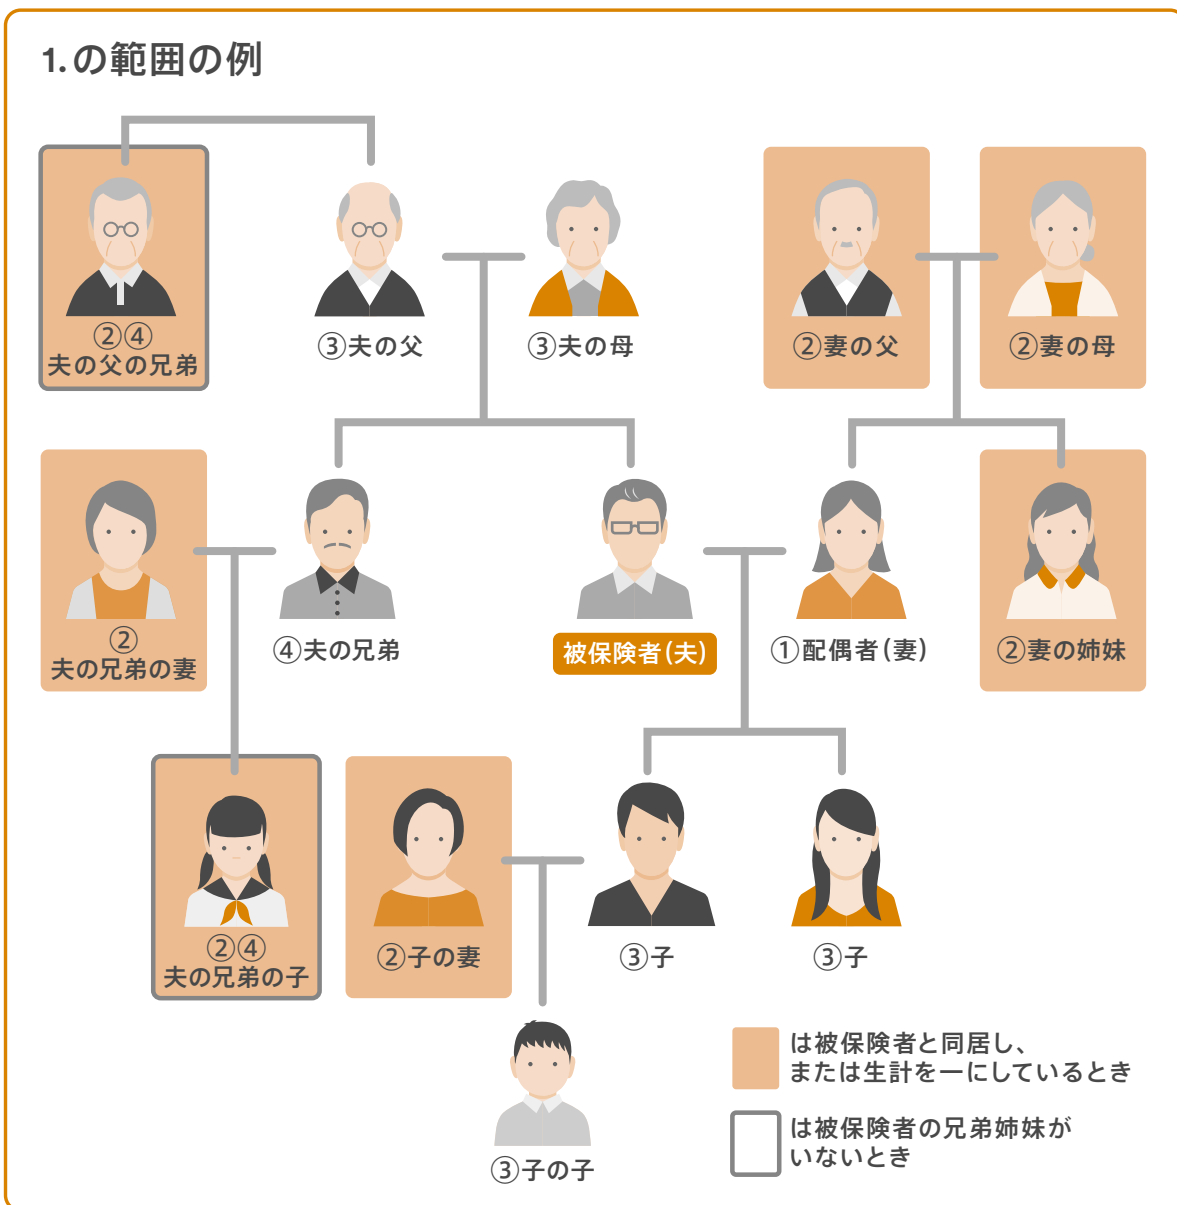 1.の範囲の例
②④
夫の父の兄弟
③夫の父
③夫の母
②妻の父
②妻の母
②
夫の兄弟の妻
④夫の兄弟
被保険者(夫)
①配偶者(妻)
②妻の姉妹
②④
夫の兄弟の子
②子の妻
③子
③子
③子の子
は被保険者と同居し、
または生計を一にしているとき
は被保険者の兄弟姉妹が
いないとき